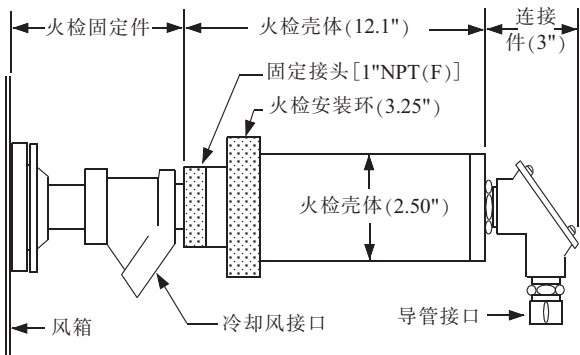 火检固定件
火检壳体(12.1")
连接
件(3")
固定接头[1"NPT(F)]
火检安装环(3.25")
火检壳体(2.50")
风箱
冷却风接口
导管接口